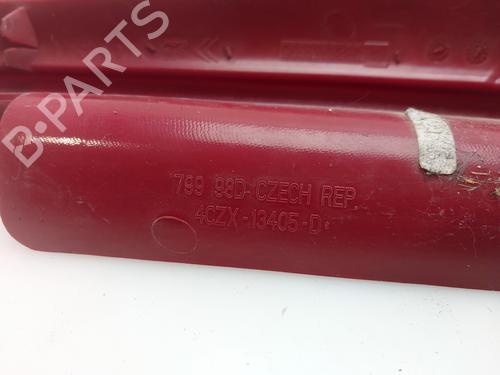 B-PARTS
799 98D CZECH REP.
4CZX-13405-D